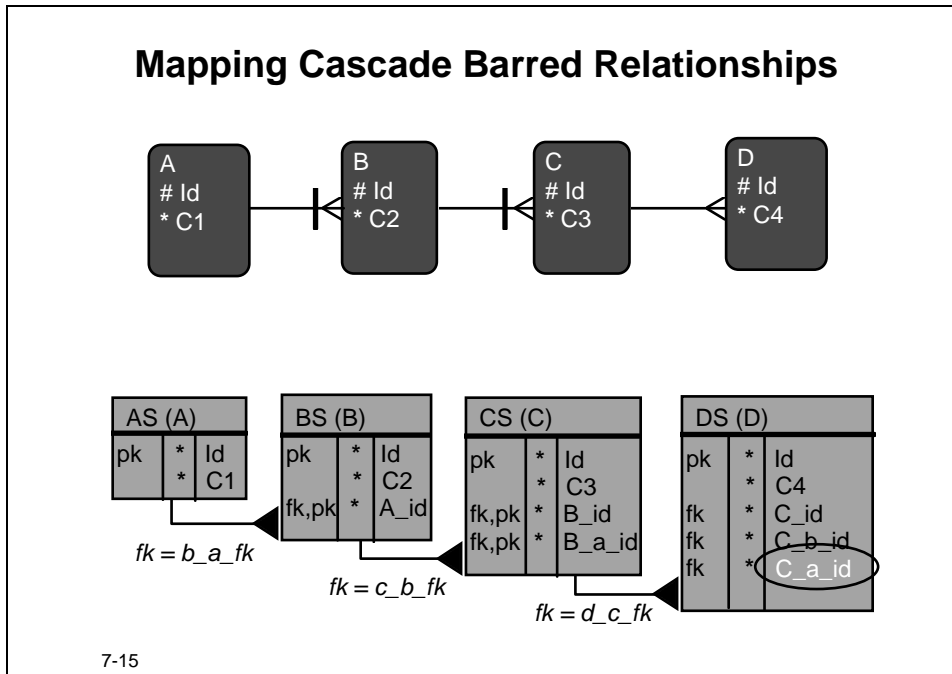 Mapping Cascade Barred Relationships
A
# Id
* C1
B
# Id
* C2
C
# Id
* C3
D
# Id
* C4
AS (A)
pk * Id
* C1
BS (B)
pk * Id
* C2
fk,pk * A_id
CS (C)
pk * Id
* C3
fk,pk * B_id
fk,pk * B_a_id
DS (D)
pk * Id
* C4
fk * C_id
fk * C_b_id
fk * C_a_id
fk = b_a_fk
fk = c_b_fk
fk = d_c_fk
7-15